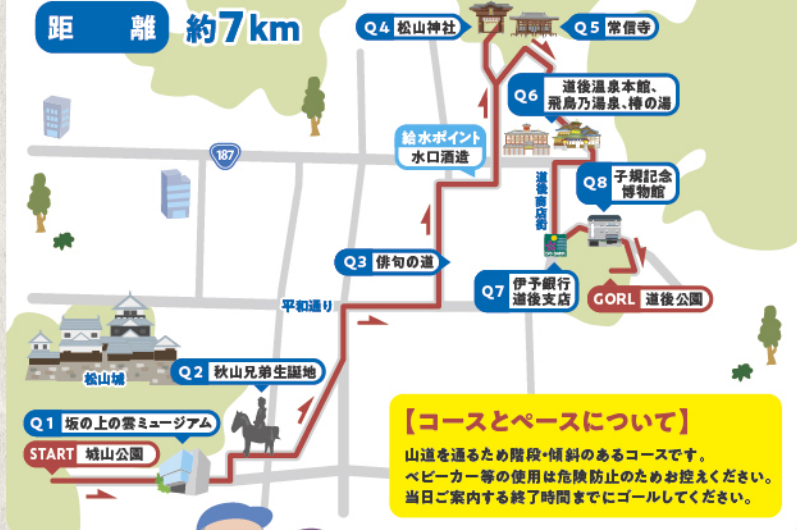 距 離 約7km
Q4 松山神社
Q5 常信寺
Q6 道後温泉本館、
飛鳥乃湯泉、椿の湯
187
給水ポイント
水口酒造
道後商店街
Q8 子規記念
博物館
Q3 俳句の道
Q7 伊予銀行
道後支店
GORL 道後公園
平和通り
松山城
Q2 秋山兄弟生誕地
Q1 坂の上の雲ミュージアム
START 城山公園
【コースとペースについて】
山道を通るため階段・傾斜のあるコースです。
ベビーカー等の使用は危険防止のためお控えください。
当日ご案内する終了時間までにゴールしてください。